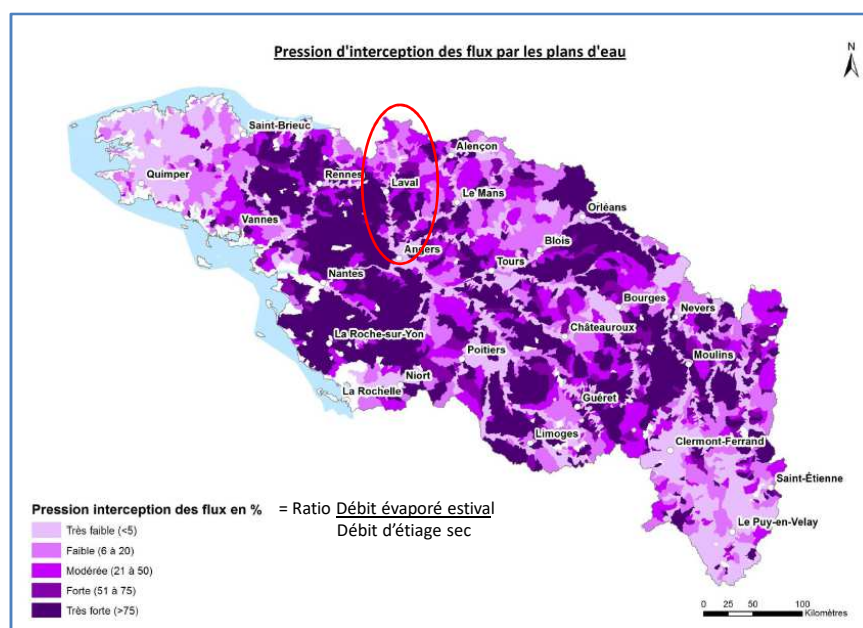 Pression d'interception des flux par les plans d'eau
N
Saint-Brieuc
Alençon
Quimper
Rennes
Laval
Le Mans
Orléans
Vannes
Blois
Angers
Tours
Nantes
Bourges
Nevers
Châteauroux
La Roche-sur-Yon
Poitiers
Moulins
Niort
La Rochelle
Guéret
Limoges
Clermont-Ferrand
Saint-Étienne
Le Puy-en-Velay
Pression interception des flux en % = Ratio Débit évaporé estival
Débit d'étiage sec
Très faible (<5)
Faible (6 à 20)
Modérée (21 à 50)
Forte (51 à 75)
Très forte (>75)
0 25 50 100
Kilomètres